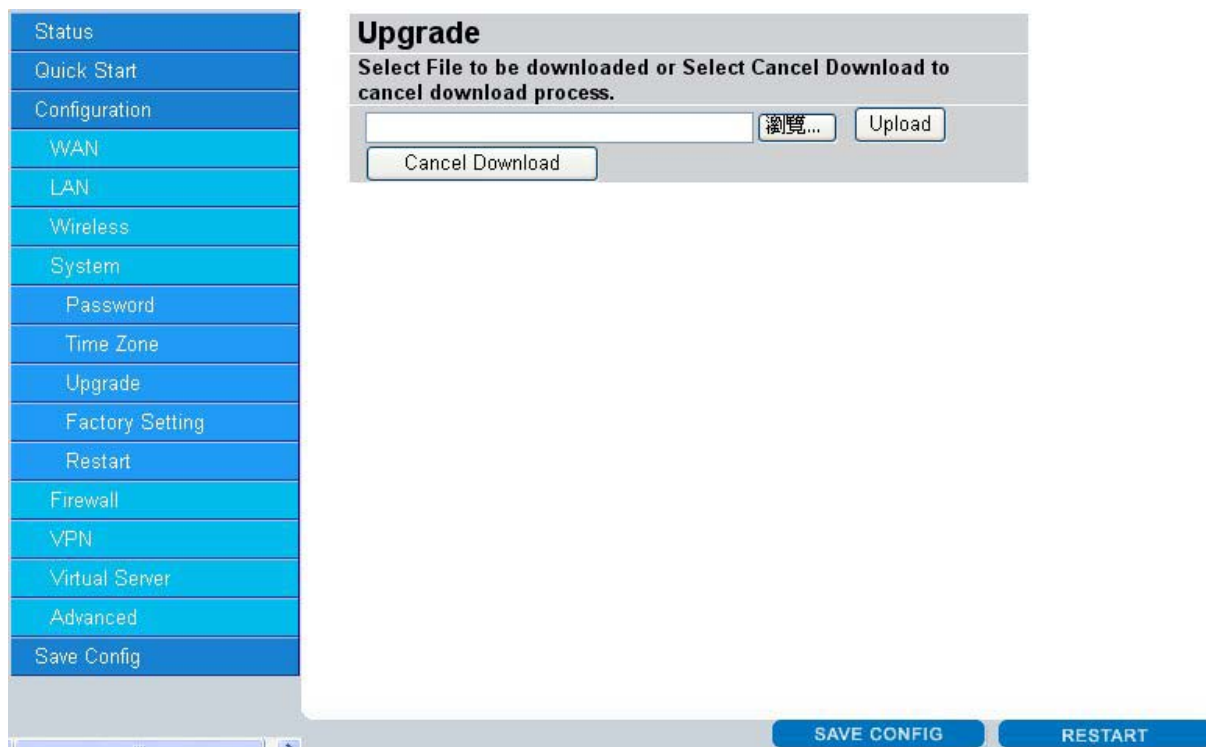 Status
Quick Start
Configuration
WAN
LAN
Wireless
System
Password
Time Zone
Upgrade
Factory Setting
Restart
Firewall
VPN
Virtual Server
Advanced
Save Config
Upgrade
Select File to be downloaded or Select Cancel Download to
cancel download process.
瀏覽... Upload
Cancel Download
SAVE CONFIG RESTART